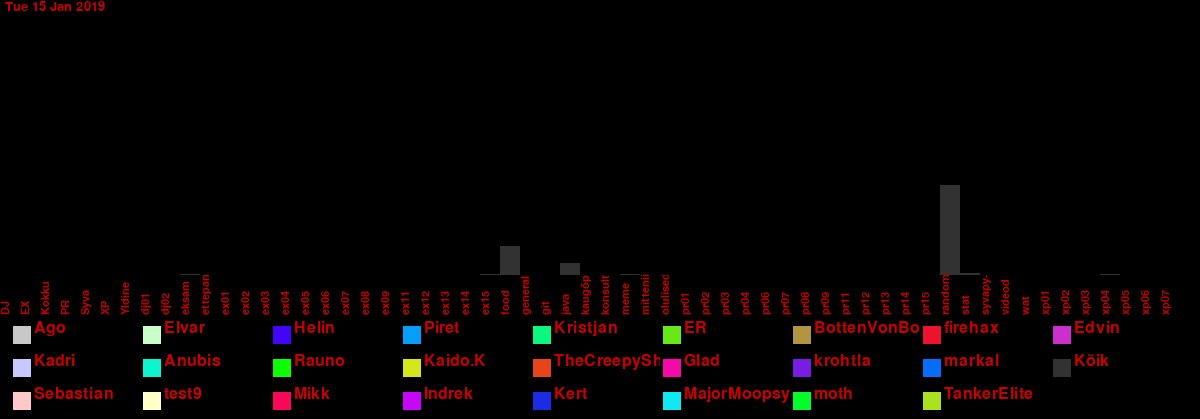 Tue 15 Jan 2019
DJ
EX
Kokku
PR
Syva
XP
Yldine
dj01
dj02
eksam
ettepan
ex01
ex02
ex03
ex04
ex05
ex06
ex07
ex08
ex09
ex11
ex12
ex13
ex14
ex15
food
general
git
java
kaugõp
konsult
meme
mittenii
olulised
pr01
pr02
pr03
pr04
pr06
pr07
pr08
pr09
pr11
pr12
pr13
pr14
pr15
random
stat
syvapy-
videod
wat
xp01
xp02
xp03
xp04
xp05
xp06
xp07
Ago Elvar Helin Piret Kristjan ER BottenVonBo firehax Edvin
Kadri Anubis Rauno Kaido.K TheCreepySh Glad krohtla markal Kõik
Sebastian test9 Mikk Indrek Kert MajorMoopsy moth TankerElite